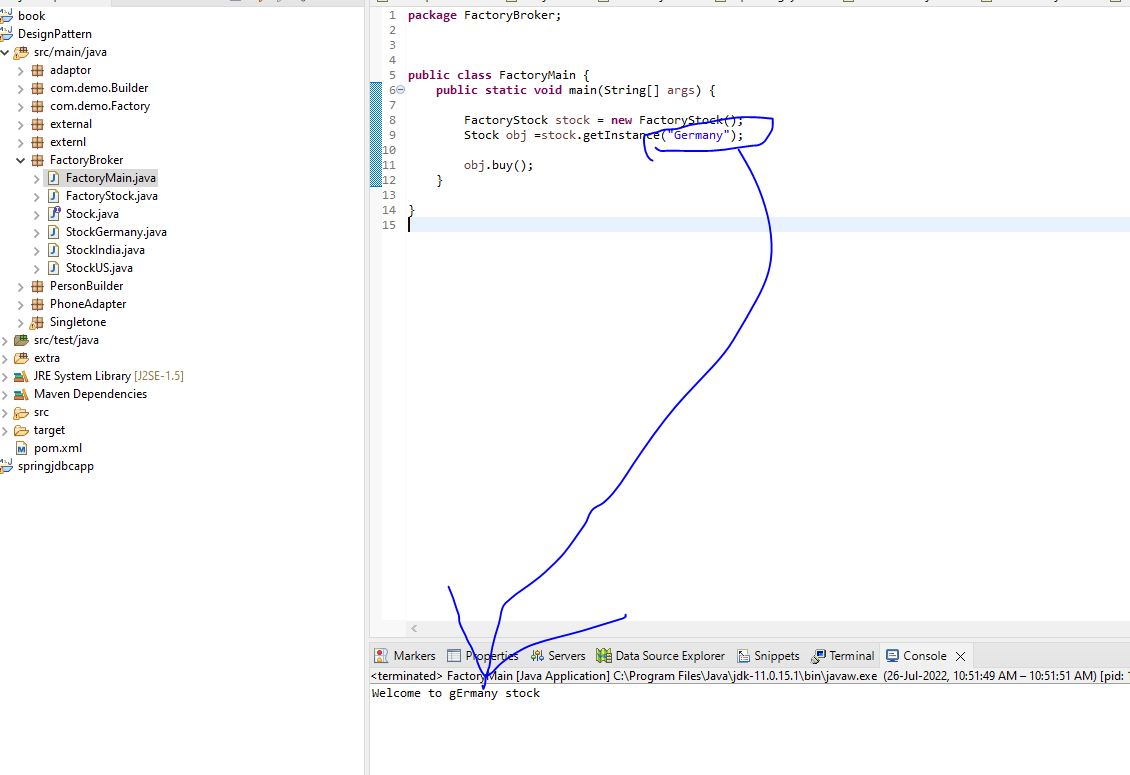 book
DesignPattern
src/main/java
adaptor
com.demo.Builder
com.demo.Factory
external
externl
FactoryBroker
FactoryMain.java
FactoryStock.java
Stock.java
StockGermany.java
StockIndia.java
StockUS.java
PersonBuilder
PhoneAdapter
Singletone
src/test/java
extra
JRE System Library [J2SE-1.5]
Maven Dependencies
src
target
pom.xml
springjdbcapp
1 package FactoryBroker;
2
3
4
5 public class FactoryMain {
6 public static void main(String[] args) {
7
8 FactoryStock stock = new FactoryStock();
9 Stock obj =stock.getInstance("Germany");
10
11 obj.buy();
12 }
13
14 }
15
Markers Properties Servers Data Source Explorer Snippets Terminal Console
<terminated> FactoryMain [Java Application] C:\Program Files\Java\jdk-11.0.15.1\bin\javaw.exe (26-Jul-2022, 10:51:49 AM – 10:51:51 AM) [pid:
Welcome to gErmany stock